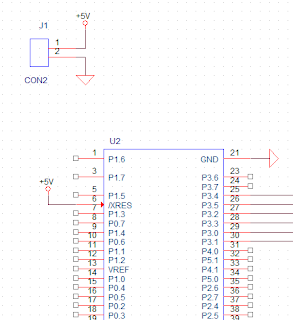 +5V
J1
1
2
CON2
U2
1 P1.6 GND 21
3 P1.7 P3.6 23
P3.7 24
+5V
5 P1.5 P3.4 25
6 /XRES P3.5 26
7 P1.3 P3.2 27
8 P0.7 P3.3 28
9 P1.4 P3.0 29
10 P0.6 P3.1 30
11 P1.1 P4.0 31
12 P1.2 P5.1 32
13 VREF P4.1 33
14 P1.0 P5.0 34
15 P0.4 P2.6 35
16 P0.5 P2.7 36
17 P0.2 P2.4 37
18 P0.3 P2.5 38
19 39